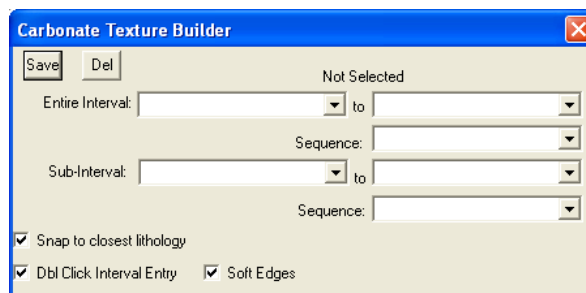 Carbonate Texture Builder
Save Del
Not Selected
Entire Interval: to
Sequence:
Sub-Interval: to
Sequence:
Snap to closest lithology
Dbl Click Interval Entry Soft Edges